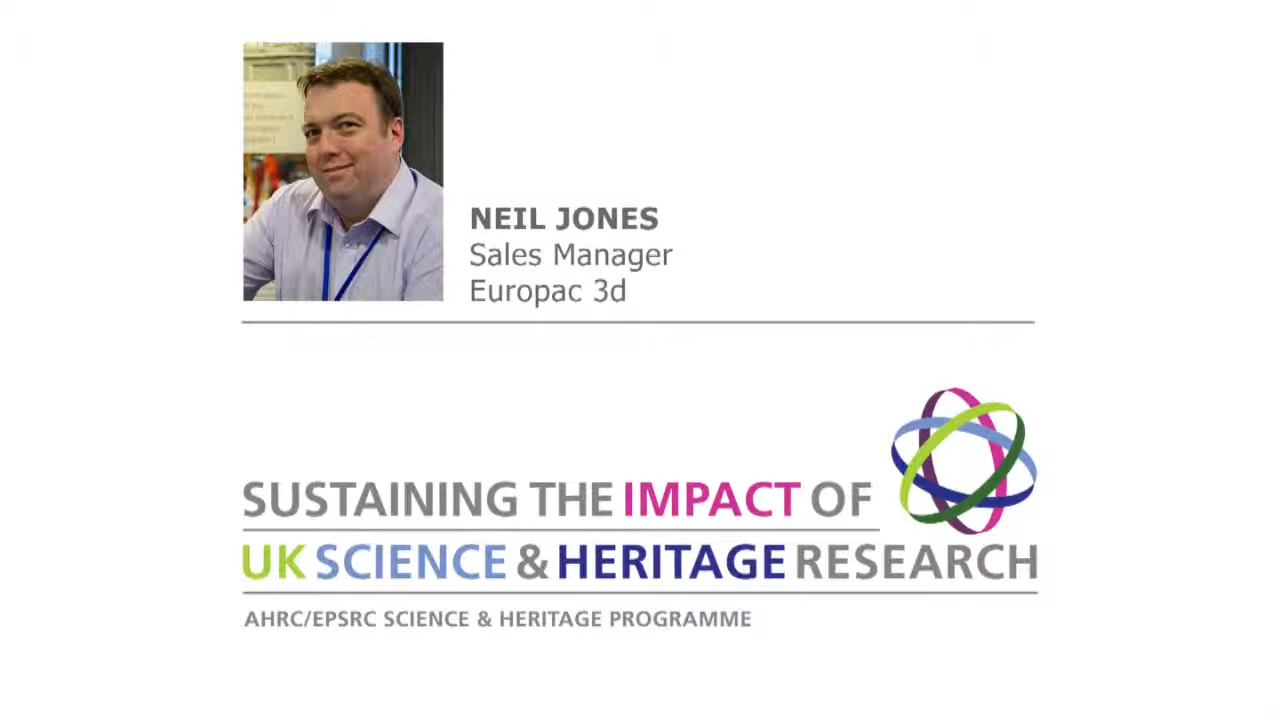 NEIL JONES
Sales Manager
Europac 3d
SUSTAINING THE IMPACT OF
UK SCIENCE & HERITAGE RESEARCH
AHRC/EPSRC SCIENCE & HERITAGE PROGRAMME